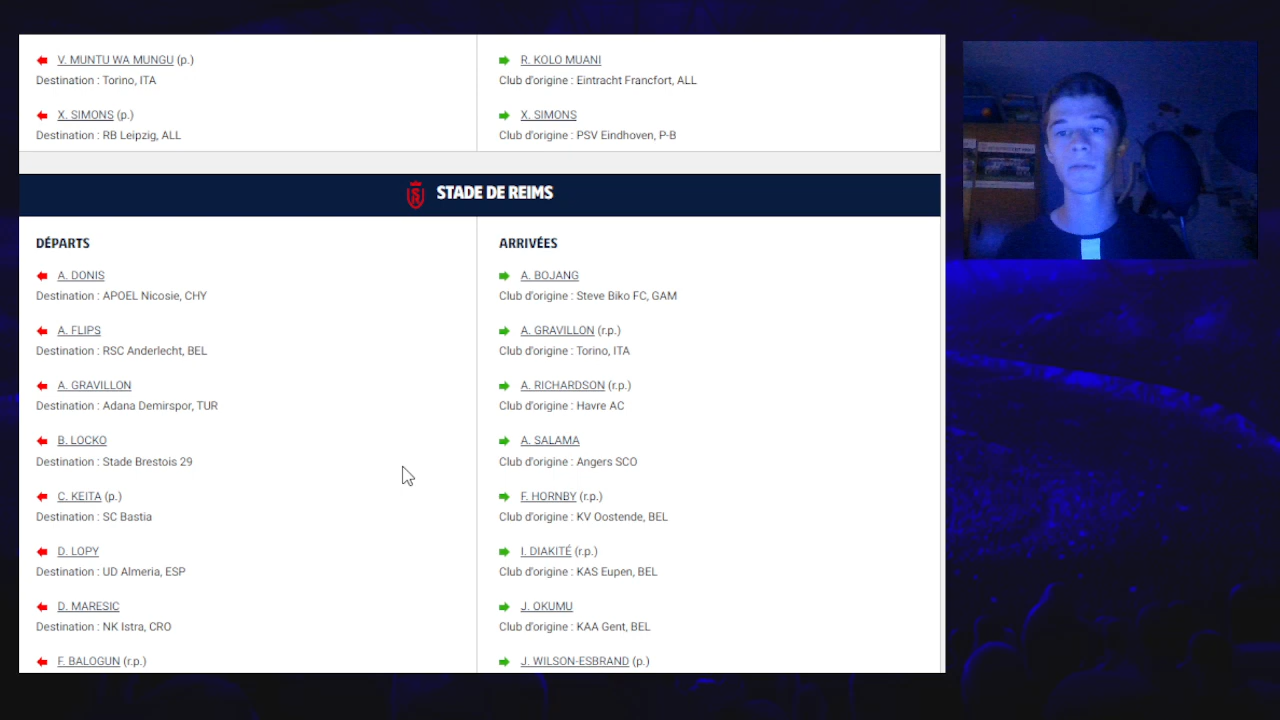 V. MUNTU WA MUNGU (p.)
Destination : Torino, ITA
X. SIMONS (p.)
Destination : RB Leipzig, ALL
R. KOLO MUANI
Club d'origine : Eintracht Francfort, ALL
X. SIMONS
Club d'origine : PSV Eindhoven, P-B
STADE DE REIMS
DÉPARTS
A. DONIS
Destination : APOEL Nicosie, CHY
A. FLIPS
Destination : RSC Anderlecht, BEL
A. GRAVILLON
Destination : Adana Demirspor, TUR
B. LOCKO
Destination : Stade Brestois 29
C. KEITA (p.)
Destination : SC Bastia
D. LOPY
Destination : UD Almeria, ESP
D. MARESIC
Destination : NK Istra, CRO
F. BALOGUN (r.p.)
ARRIVÉES
A. BOJANG
Club d'origine : Steve Biko FC, GAM
A. GRAVILLON (r.p.)
Club d'origine : Torino, ITA
A. RICHARDSON (r.p.)
Club d'origine : Havre AC
A. SALAMA
Club d'origine : Angers SCO
F. HORNBY (r.p.)
Club d'origine : KV Oostende, BEL
I. DIAKITÉ (r.p.)
Club d'origine : KAS Eupen, BEL
J. OKUMU
Club d'origine : KAA Gent, BEL
J. WILSON-ESBRAND (p.)